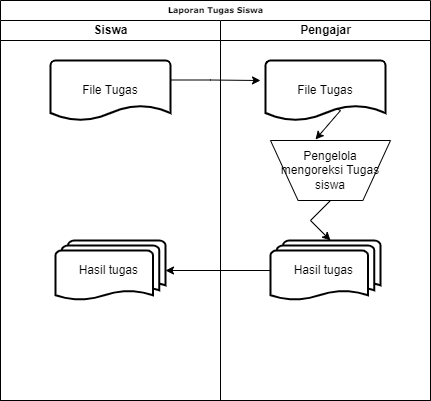 Laporan Tugas Siswa
Siswa
Pengajar
File Tugas
File Tugas
Pengelola
mengoreksi Tugas
siswa
Hasil tugas
Hasil tugas